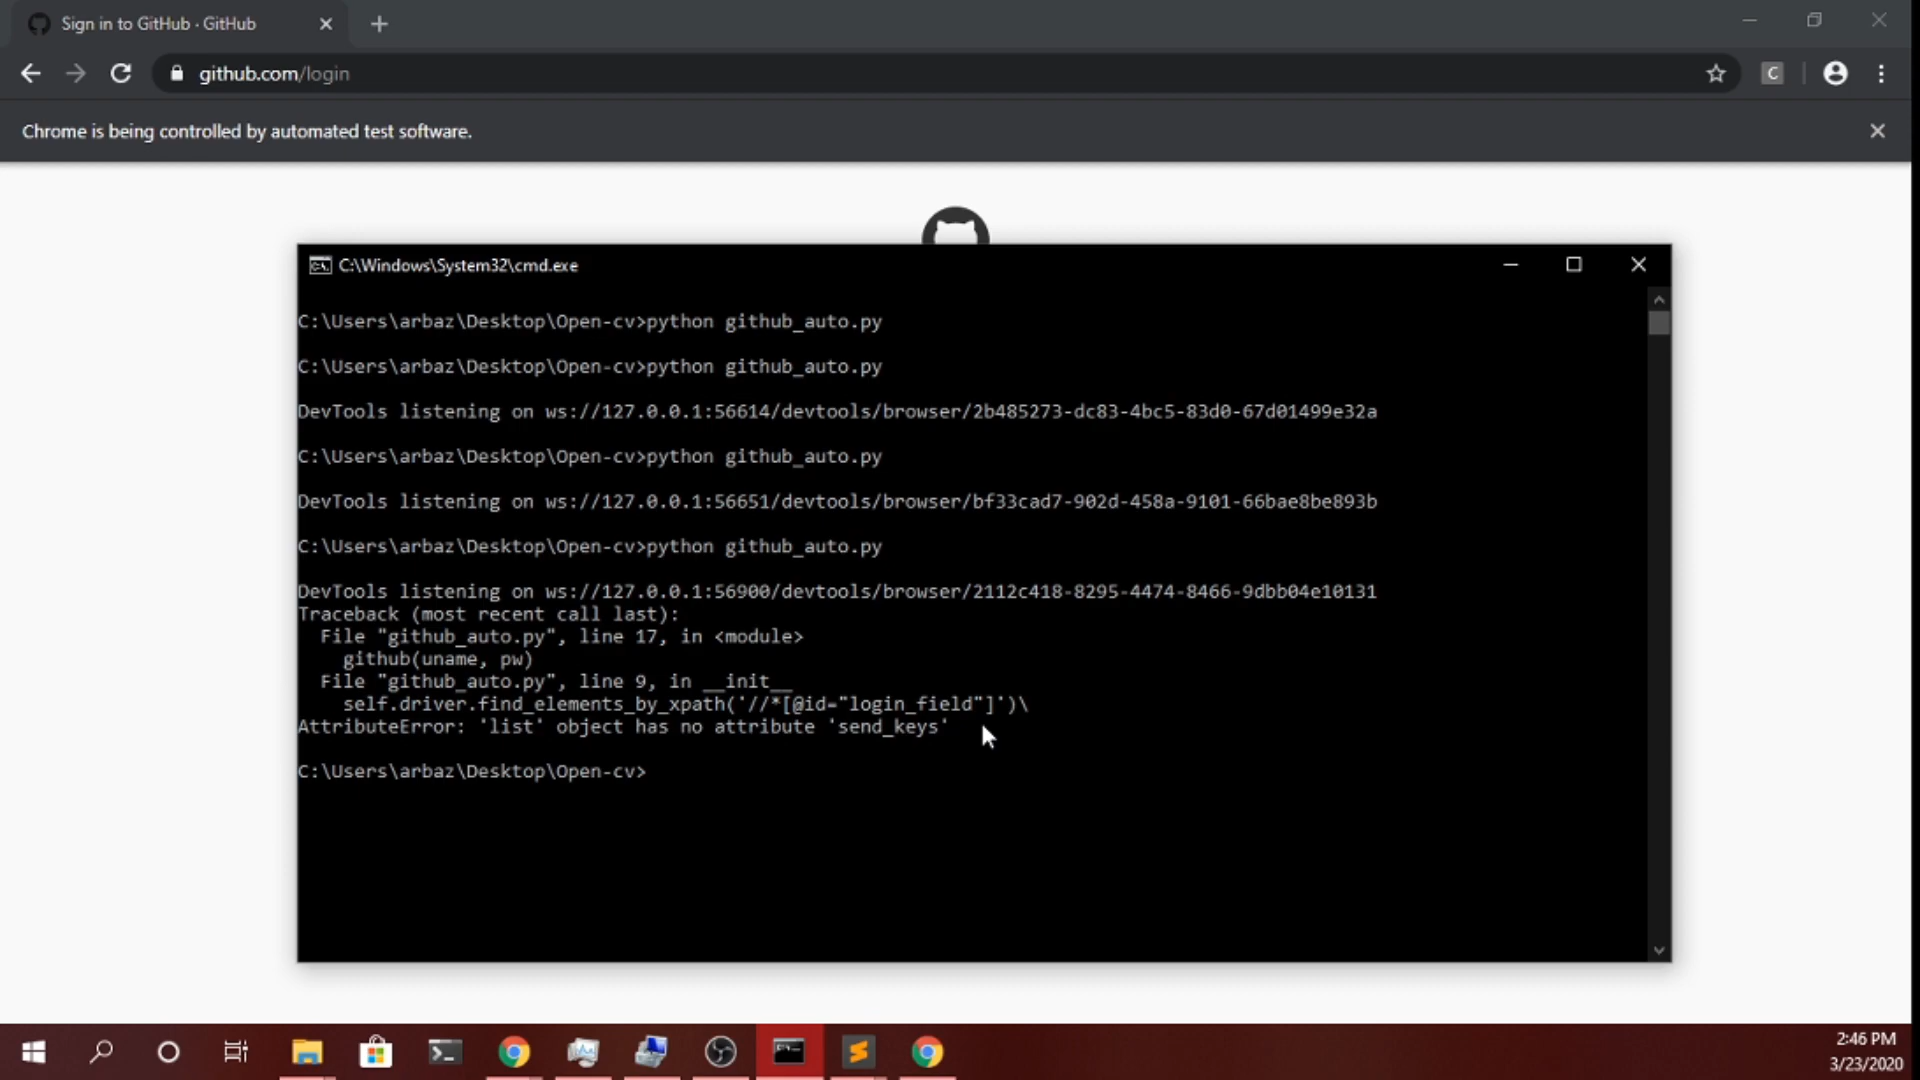 Sign in to GitHub · GitHub
github.com/login
C
Chrome is being controlled by automated test software.
C:\Windows\System32\cmd.exe
C:\Users\arbaz\Desktop\Open-cv>python github_auto.py
C:\Users\arbaz\Desktop\Open-cv>python github_auto.py
DevTools listening on ws://127.0.0.1:56614/devtools/browser/2b485273-dc83-4bc5-83d0-67d01499e32a
C:\Users\arbaz\Desktop\Open-cv>python github_auto.py
DevTools listening on ws://127.0.0.1:56651/devtools/browser/bf33cad7-902d-458a-9101-66bae8be893b
C:\Users\arbaz\Desktop\Open-cv>python github_auto.py
DevTools listening on ws://127.0.0.1:56900/devtools/browser/2112c418-8295-4474-8466-9dbb04e10131
Traceback (most recent call last):
File "github_auto.py", line 17, in <module>
github(uname, pw)
File "github_auto.py", line 9, in __init__
self.driver.find_elements_by_xpath('//*[@id="login_field"]')\
AttributeError: 'list' object has no attribute 'send_keys'
C:\Users\arbaz\Desktop\Open-cv>
2:46 PM
3/23/2020